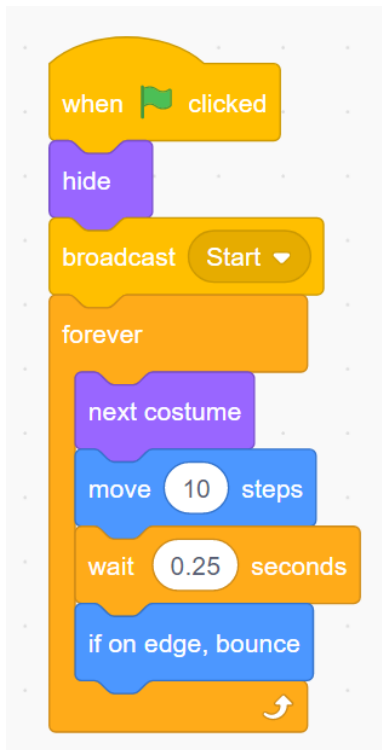 when clicked
hide
broadcast Start
forever
next costume
move 10 steps
wait 0.25 seconds
if on edge, bounce